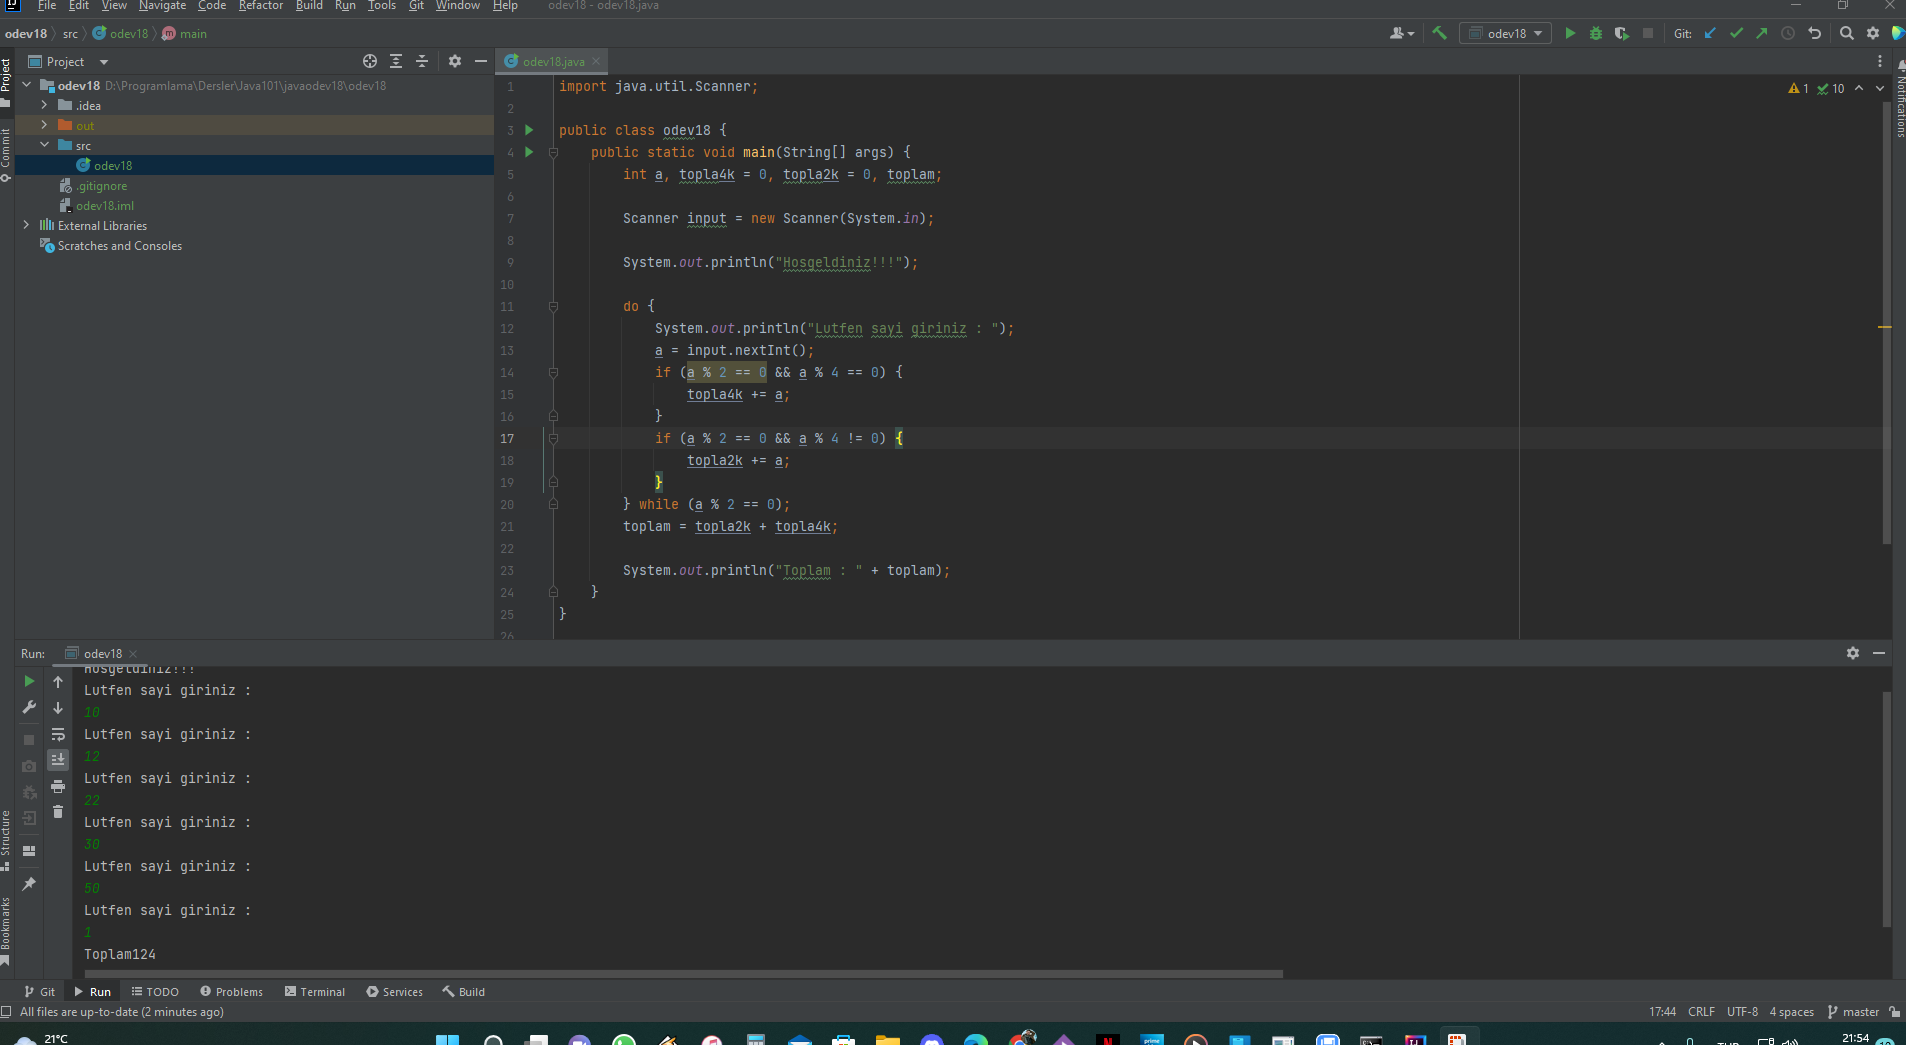 File Edit View Navigate Code Refactor Build Run Tools Git Window Help odev18 - odev18.java
odev18 src odev18 main
odev18 Git:
Project
odev18.java
Project
odev18 D:\Programlama\Dersler\Java101\javaodev18\odev18
.idea
out
src
odev18
.gitignore
odev18.iml
External Libraries
Scratches and Consoles
Commit
Notifications
1 10
1 import java.util.Scanner;
2
3 public class odev18 {
4 public static void main(String[] args) {
5 int a, topla4k = 0, topla2k = 0, toplam;
6
7 Scanner input = new Scanner(System.in);
8
9 System.out.println("Hosgeldiniz!!!");
10
11 do {
12 System.out.println("Lutfen sayi giriniz : ");
13 a = input.nextInt();
14 if (a % 2 == 0 && a % 4 == 0) {
15 topla4k += a;
16 }
17 if (a % 2 == 0 && a % 4 != 0) {
18 topla2k += a;
19 }
20 } while (a % 2 == 0);
21 toplam = topla2k + topla4k;
22
23 System.out.println("Toplam : " + toplam);
24 }
25 }
26
Run: odev18
Hosgeldiniz!!!
Lutfen sayi giriniz :
10
Lutfen sayi giriniz :
12
Lutfen sayi giriniz :
22
Lutfen sayi giriniz :
30
Lutfen sayi giriniz :
50
Lutfen sayi giriniz :
1
Toplam124
Structure
Bookmarks
Git Run TODO Problems Terminal Services Build
All files are up-to-date (2 minutes ago)
17:44 CRLF UTF-8 4 spaces master
21°C
21:54